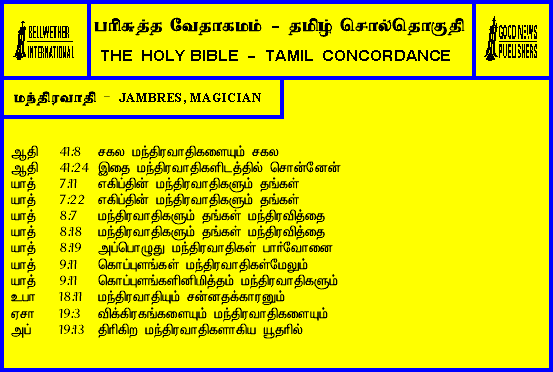 BELLWETHER
INTERNATIONAL
பரிசுத்த வேதாகமம் - தமிழ் சொல்தொகுதி
THE HOLY BIBLE - TAMIL CONCORDANCE
GOOD NEWS
PUBLISHERS
மந்திரவாதி - JAMBRES, MAGICIAN
ஆதி 41:8 சகல மந்திரவாதிகளையும் சகல
ஆதி 41:24 இதை மந்திரவாதிகளிடத்தில் சொன்னேன்
யாத் 7:11 எகிப்தின் மந்திரவாதிகளும் தங்கள்
யாத் 7:22 எகிப்தின் மந்திரவாதிகளும் தங்கள்
யாத் 8:7 மந்திரவாதிகளும் தங்கள் மந்திரவித்தை
யாத் 8:18 மந்திரவாதிகளும் தங்கள் மந்திரவித்தை
யாத் 8:19 அப்பொழுது மந்திரவாதிகள் பார்வோனை
யாத் 9:11 கொப்புளங்கள் மந்திரவாதிகள்மேலும்
யாத் 9:11 கொப்புளங்களினிமித்தம் மந்திரவாதிகளும்
உபா 18:11 மந்திரவாதியும் சன்னதக்காரனும்
ஏசா 19:3 விக்கிரகங்களையும் மந்திரவாதிகளையும்
அப் 19:13 திரிகிற மந்திரவாதிகளாகிய யூதரில்